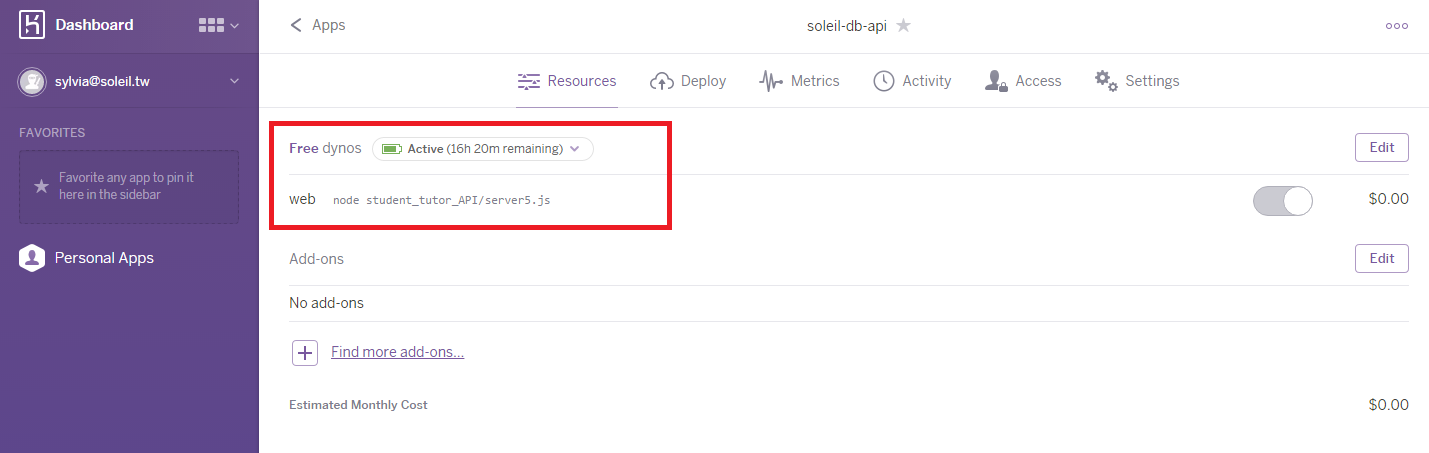 Dashboard
Apps
soleil-db-api
sylvia@soleil.tw
Resources Deploy Metrics Activity Access Settings
FAVORITES
Favorite any app to pin it
here in the sidebar
Personal Apps
Free dynos Active (16h 20m remaining) Edit
web node student_tutor_API/server5.js $0.00
Add-ons Edit
No add-ons
Find more add-ons...
Estimated Monthly Cost $0.00